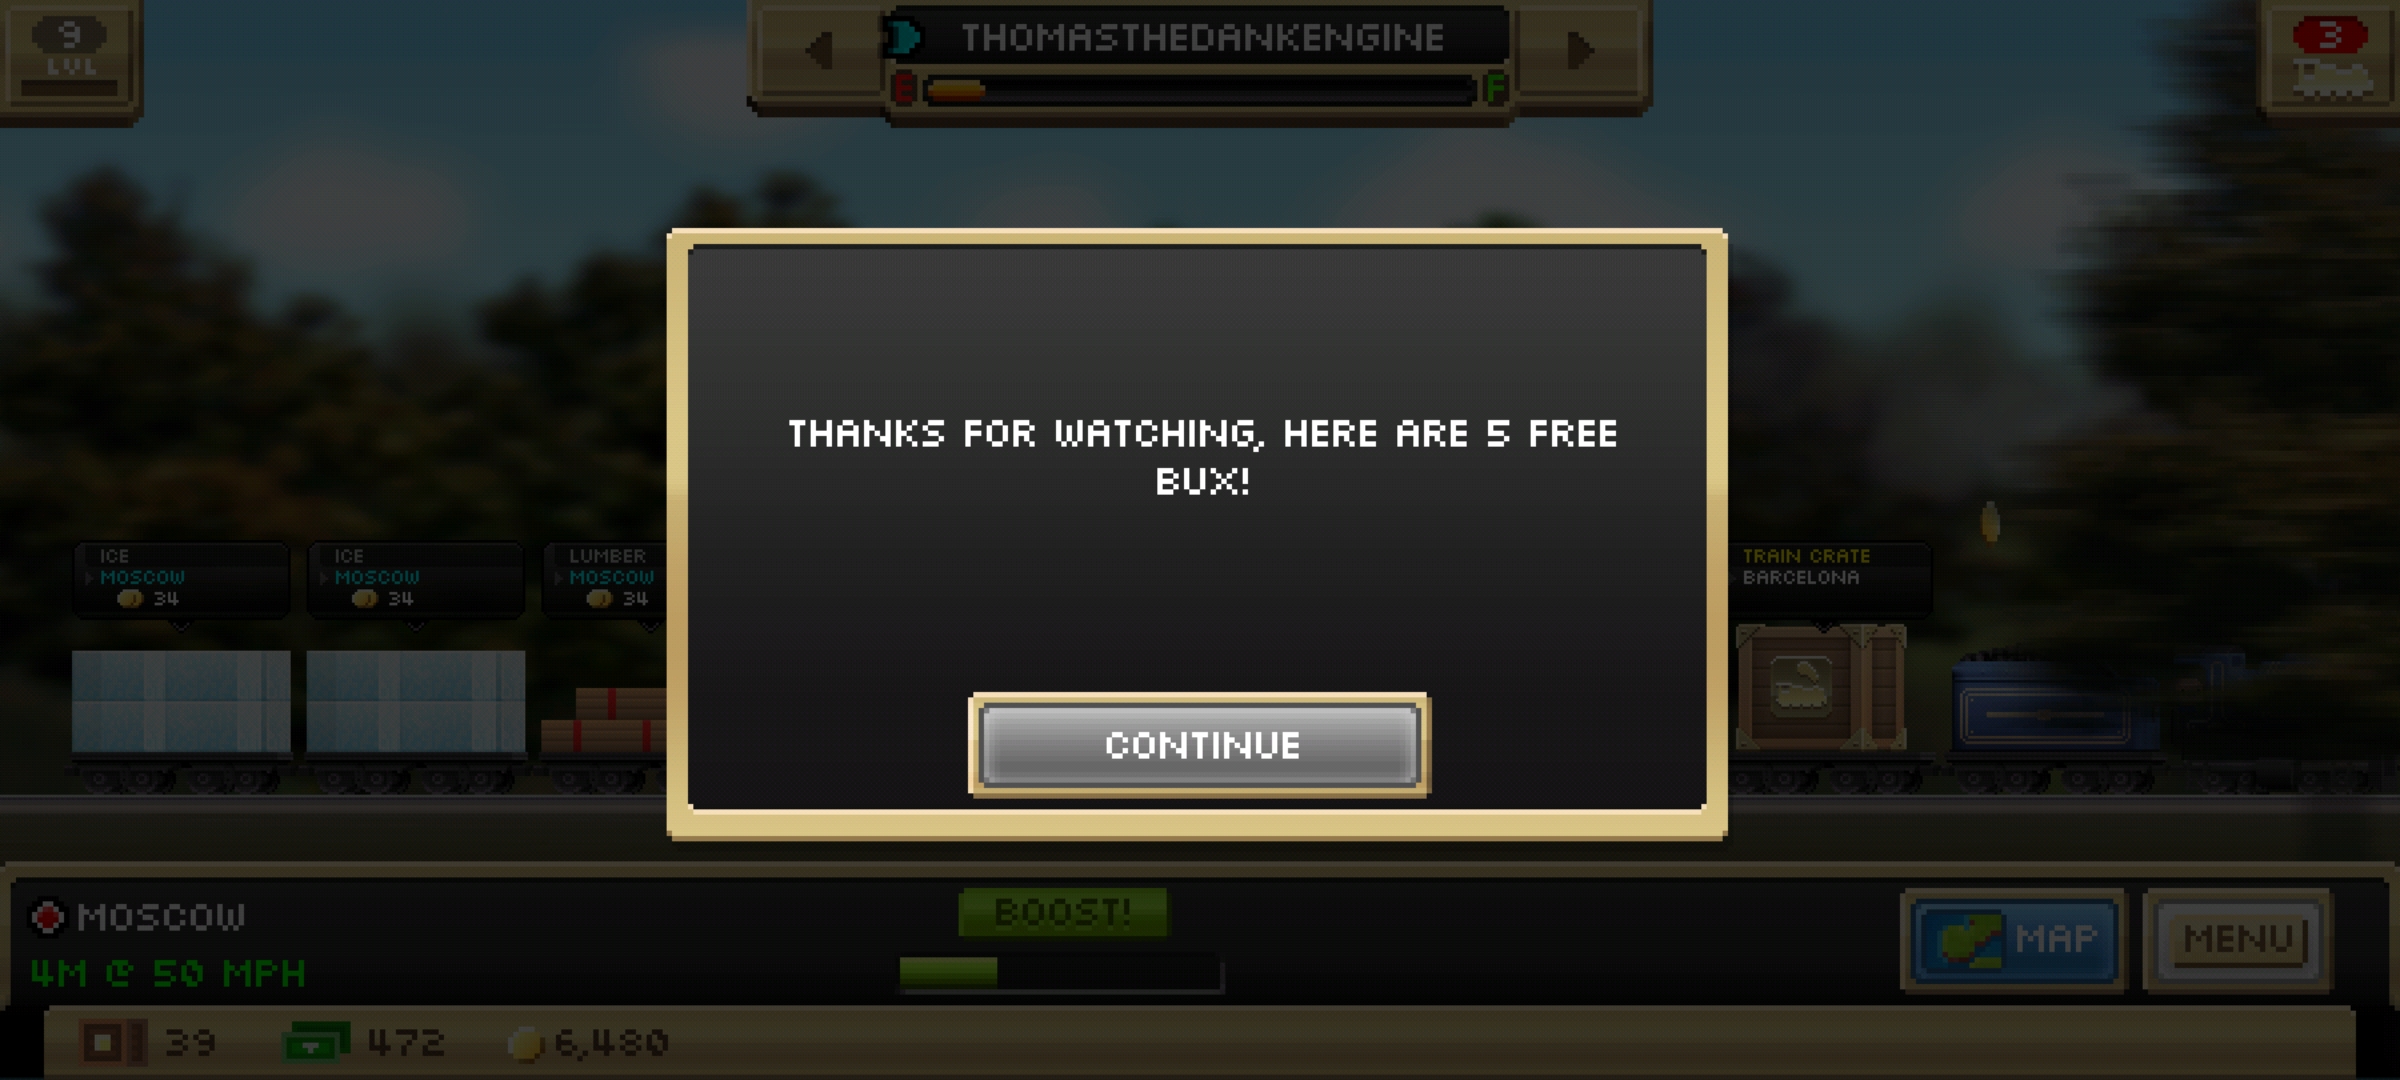 9
LVL
THOMASTHEDANKENGINE
E
F
3
THANKS FOR WATCHING, HERE ARE 5 FREE
BUX!
ICE
MOSCOW
34
ICE
MOSCOW
34
LUMBER
MOSCOW
34
TRAIN CRATE
BARCELONA
CONTINUE
MOSCOW
4M @ 50 MPH
BOOST!
MAP
MENU
39
472
6,480